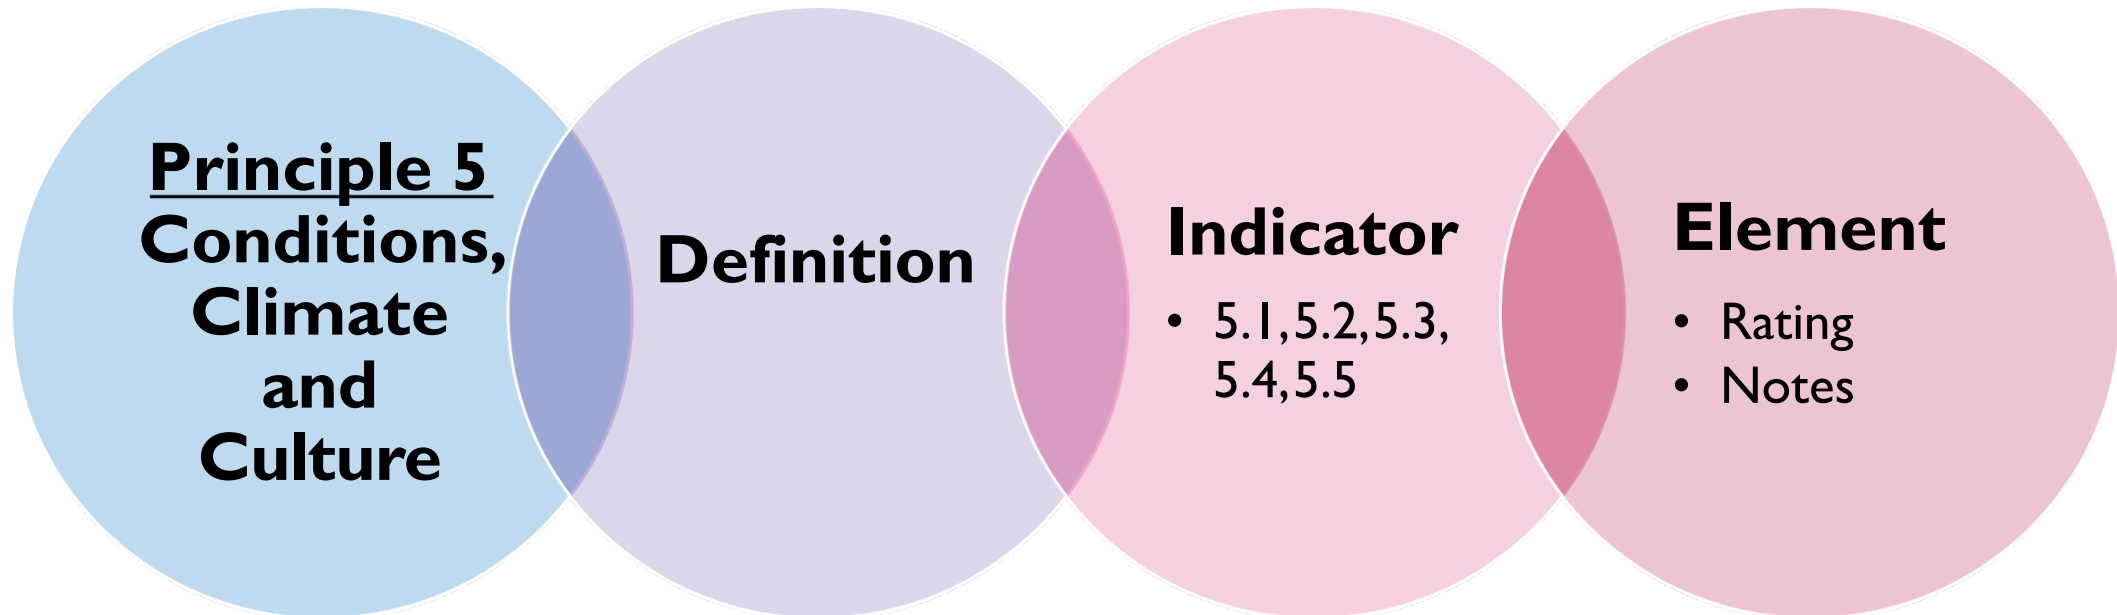 Principle 5
Conditions,
Climate
and
Culture
Definition
Indicator
• 5.1, 5.2, 5.3,
5.4, 5.5
Element
• Rating
• Notes